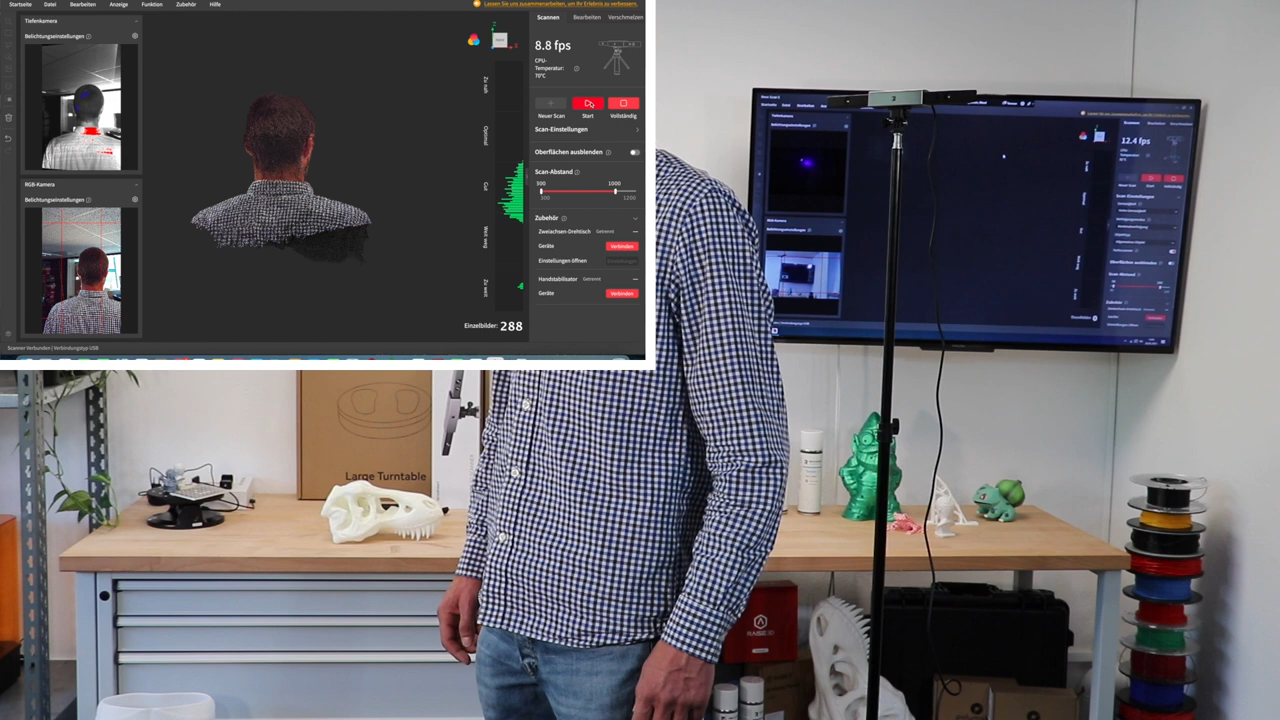 Startseite Datei Bearbeiten Anzeige Funktion Zubehör Hilfe
Lassen Sie uns zusammenarbeiten, um Ihr Erlebnis zu verbessern.
Tiefenkamera
Belichtungseinstellungen
RGB-Kamera
Belichtungseinstellungen
Zu nah
Optimal
Gut
Weit weg
Zu weit
Einzelbilder: 288
Scannen Bearbeiten Verschmelzen
8.8 fps
CPU-
Temperatur:
70°C
Neuer Scan Start Vollständig
Scan-Einstellungen
Oberflächen ausblenden
Scan-Abstand
300 1000
300 1200
Zubehör
Zweiachsen-Drehtisch Getrennt
Geräte Verbinden
Einstellungen öffnen
Handstabilisator Getrennt
Geräte Verbinden
Scanner Verbunden | Verbindungstyp USB
12.4 fps
Large Turntable
RAISE3D